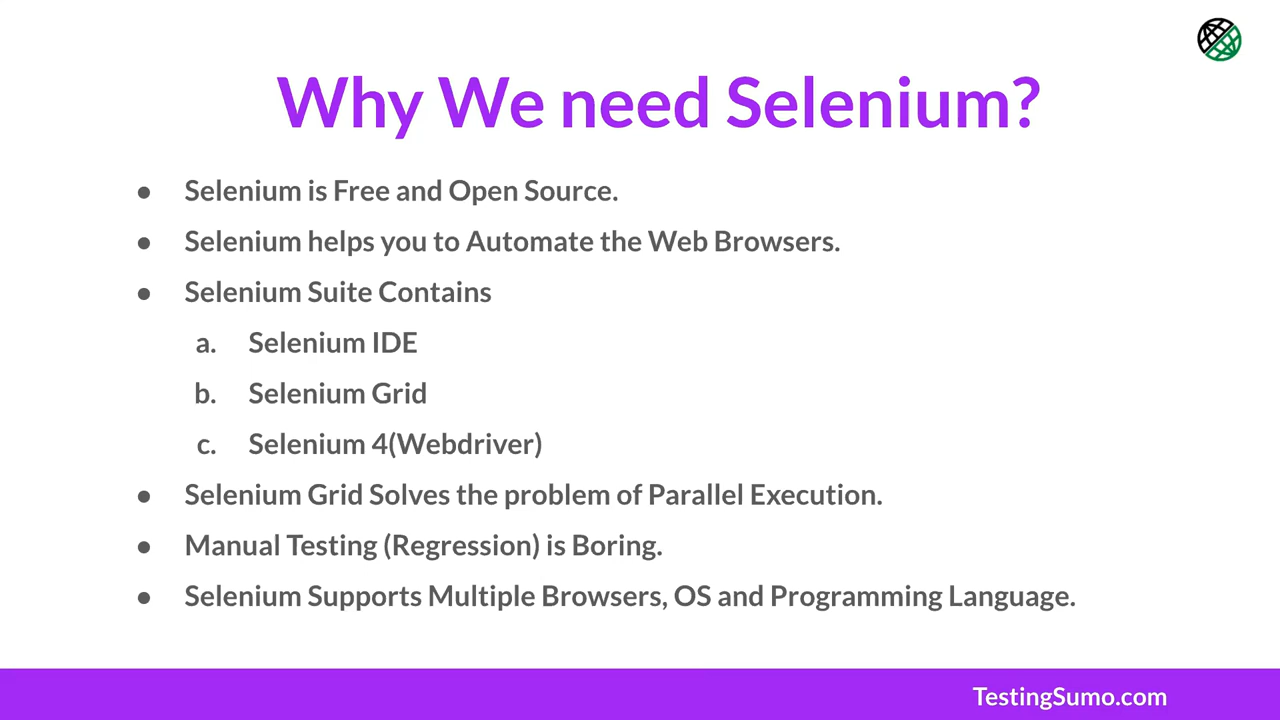 Why We need Selenium?
● Selenium is Free and Open Source.
● Selenium helps you to Automate the Web Browsers.
● Selenium Suite Contains
a. Selenium IDE
b. Selenium Grid
c. Selenium 4(Webdriver)
● Selenium Grid Solves the problem of Parallel Execution.
● Manual Testing (Regression) is Boring.
● Selenium Supports Multiple Browsers, OS and Programming Language.
TestingSumo.com